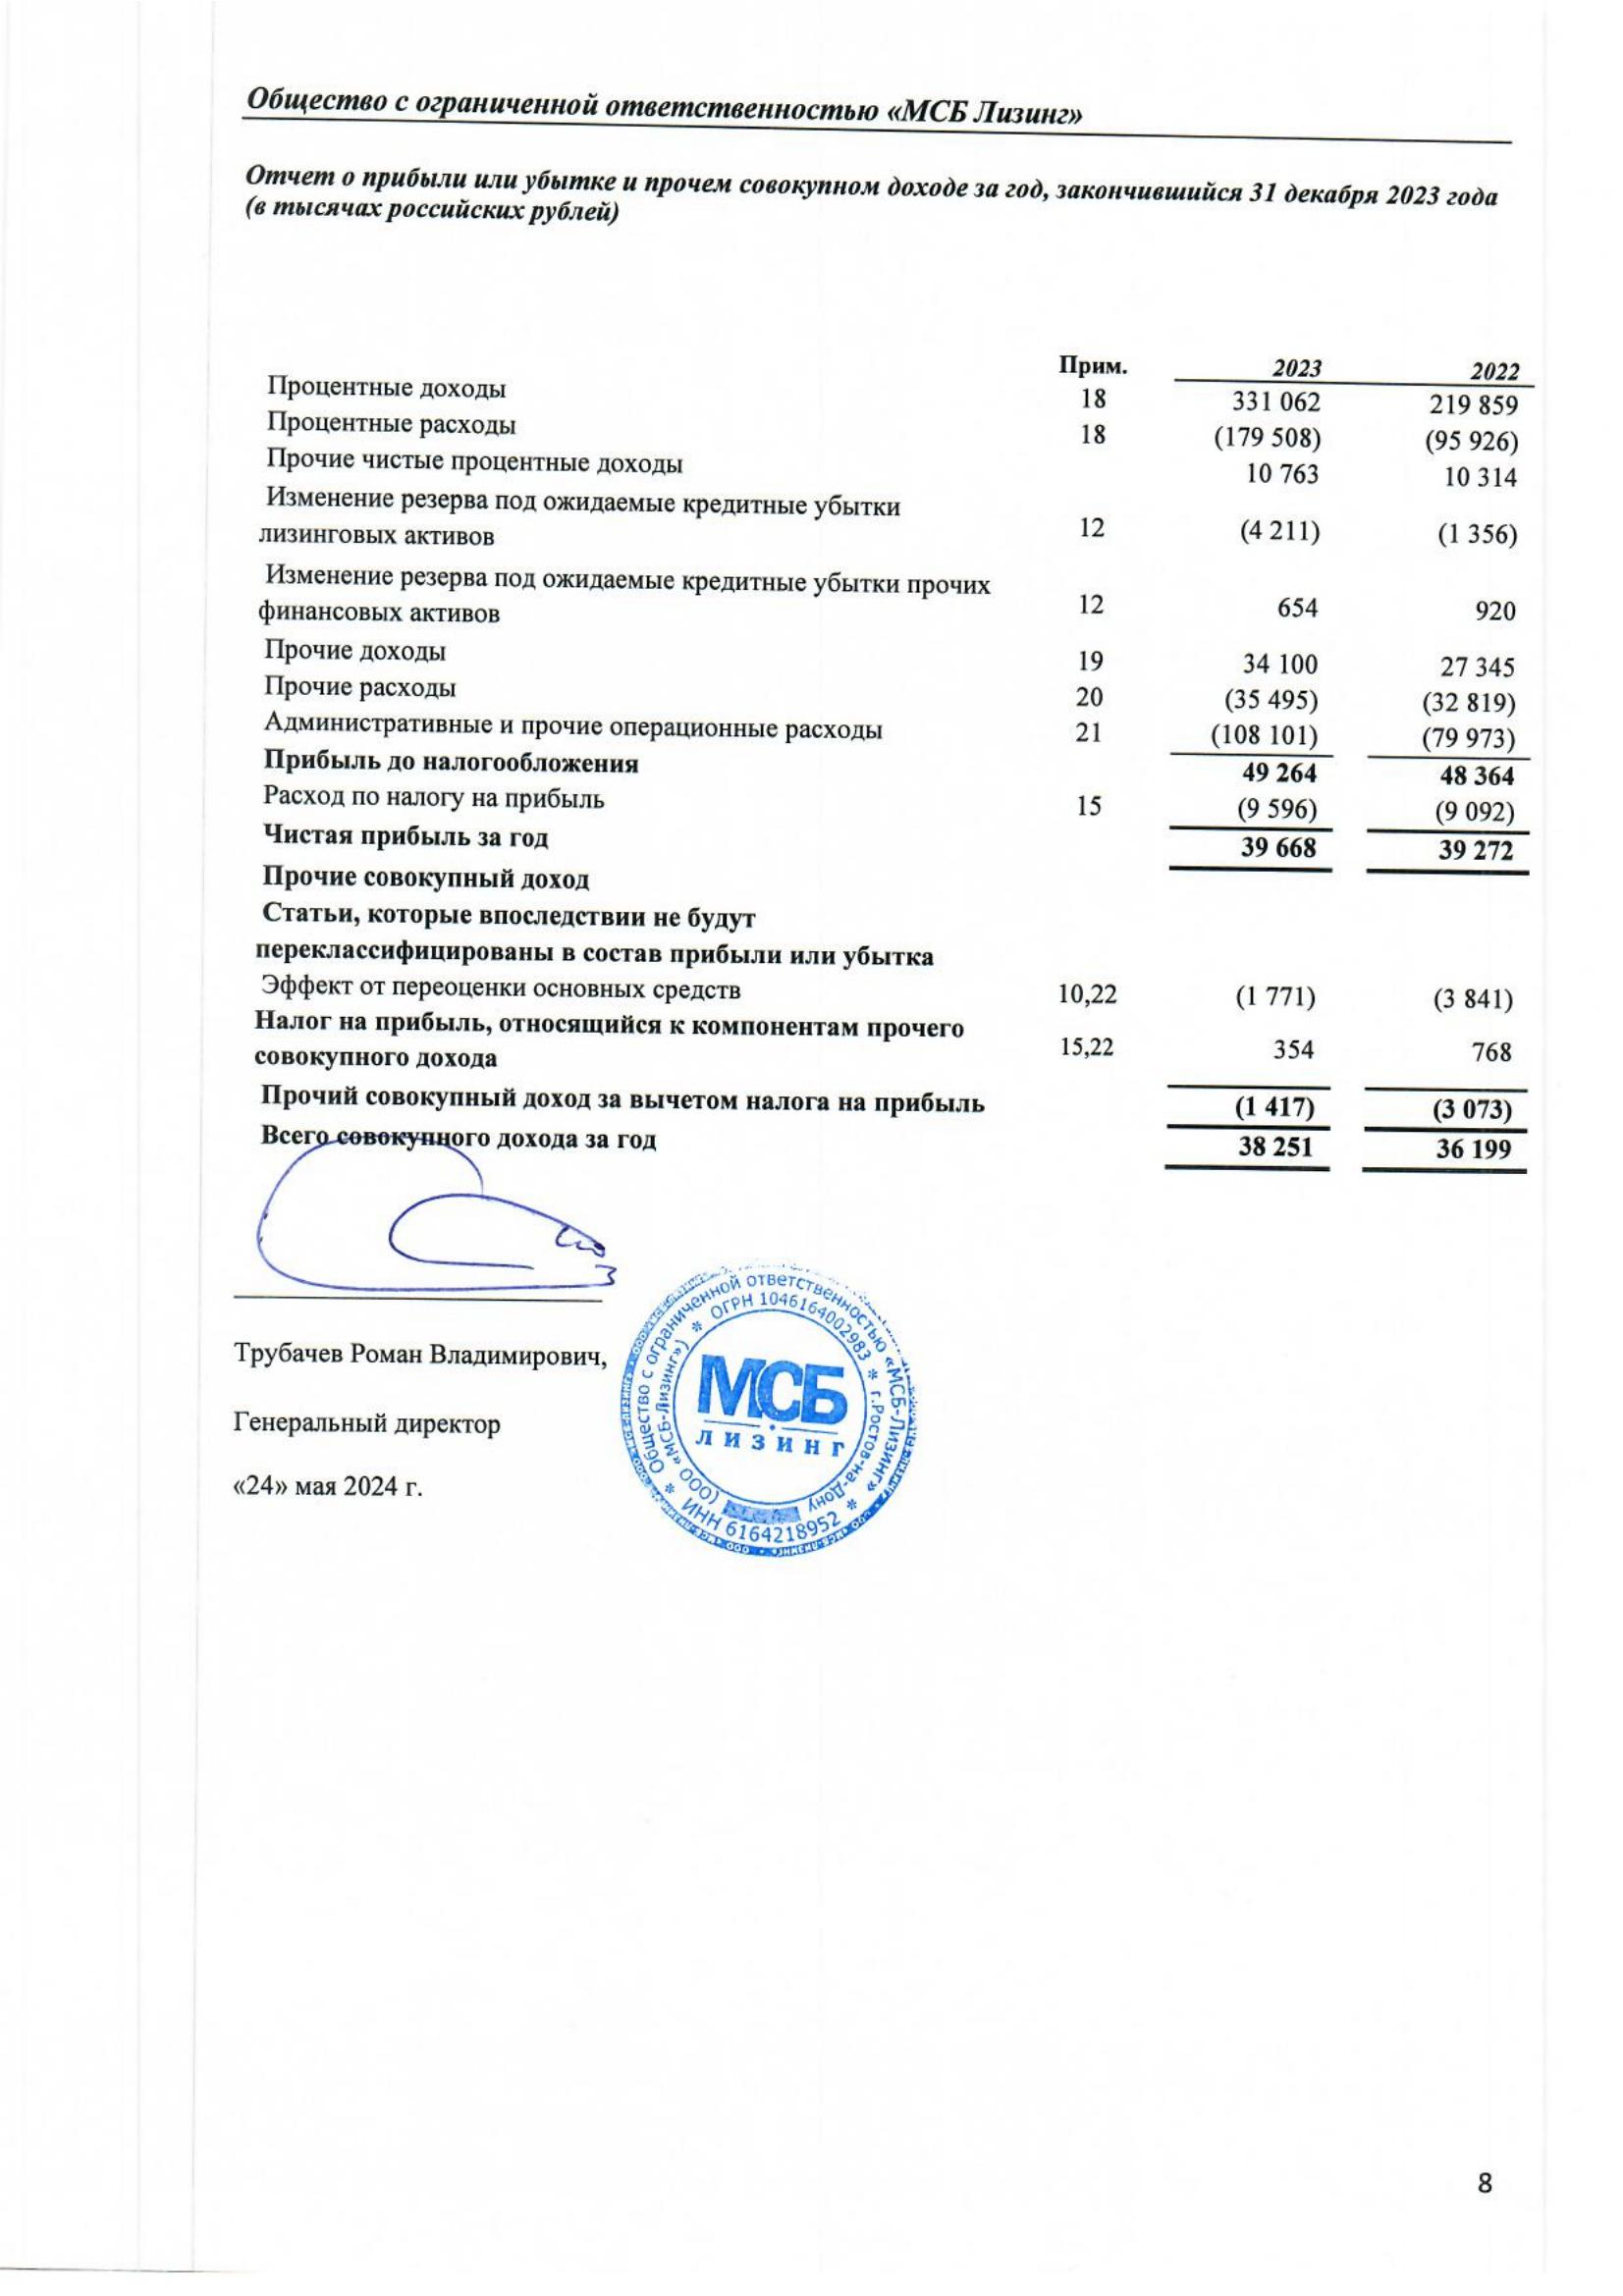 Общество с ограниченной ответственностью «МСБ Лизинг»
Отчет о прибыли или убытке и прочем совокупном доходе за год, закончившийся 31 декабря 2023 года
(в тысячах российских рублей)
Прим. 2023 2022
Процентные доходы 18 331 062 219 859
Процентные расходы 18 (179 508) (95 926)
Прочие чистые процентные доходы 10 763 10 314
Изменение резерва под ожидаемые кредитные убытки
лизинговых активов 12 (4 211) (1 356)
Изменение резерва под ожидаемые кредитные убытки прочих
финансовых активов 12 654 920
Прочие доходы 19 34 100 27 345
Прочие расходы 20 (35 495) (32 819)
Административные и прочие операционные расходы 21 (108 101) (79 973)
Прибыль до налогообложения 49 264 48 364
Расход по налогу на прибыль 15 (9 596) (9 092)
Чистая прибыль за год 39 668 39 272
Прочие совокупный доход
Статьи, которые впоследствии не будут
переклассифицированы в состав прибыли или убытка
Эффект от переоценки основных средств 10,22 (1 771) (3 841)
Налог на прибыль, относящийся к компонентам прочего
совокупного дохода 15,22 354 768
Прочий совокупный доход за вычетом налога на прибыль (1 417) (3 073)
Всего совокупного дохода за год 38 251 36 199
Трубачев Роман Владимирович,
Генеральный директор
«24» мая 2024 г.
Общество с ограниченной ответственностью «МСБ-Лизинг» * ИНН 6164218952 *
(ООО «МСБ-Лизинг») * ОГРН 1046164002983 * г.Ростов-на-Дону
МСБ
ЛИЗИНГ
8